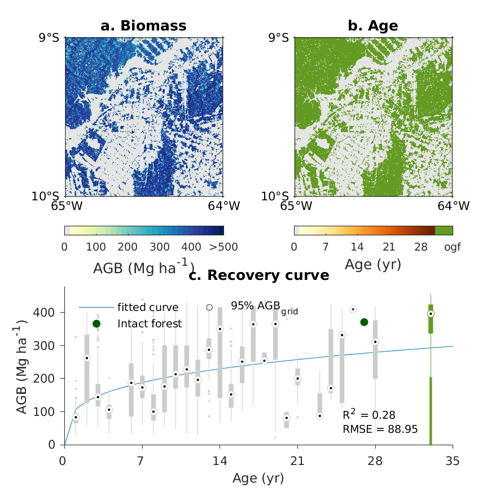 a. Biomass
b. Age
9°S
9°S
10°S
10°S
65°W
64°W
65°W
64°W
0 100 200 300 400 >500
0 7 14 21 28 ogf
AGB (Mg ha⁻¹)
Age (yr)
c. Recovery curve
fitted curve
95% AGB_grid
Intact forest
400
300
200
100
0
AGB (Mg ha⁻¹)
R² = 0.28
RMSE = 88.95
0 7 14 21 28 35
Age (yr)